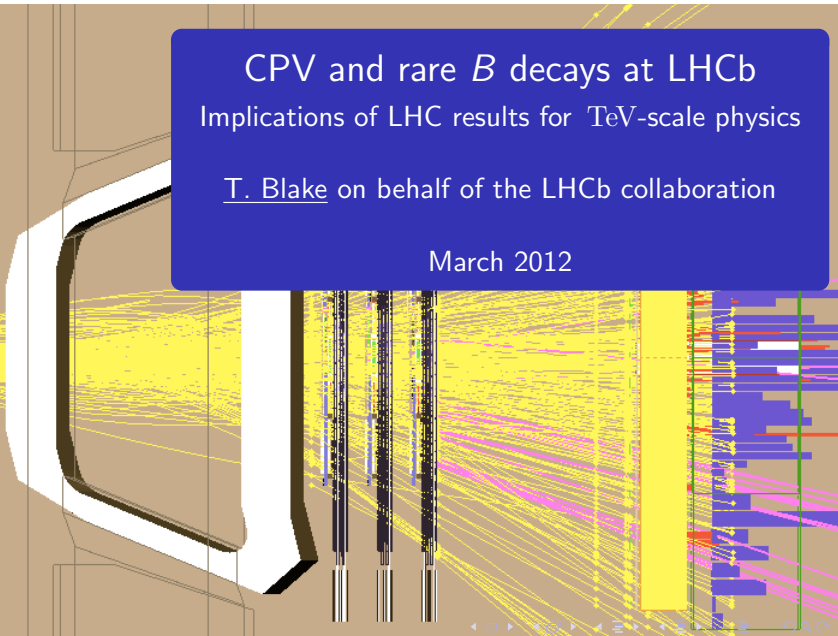 CPV and rare B decays at LHCb
Implications of LHC results for TeV-scale physics
T. Blake on behalf of the LHCb collaboration
March 2012